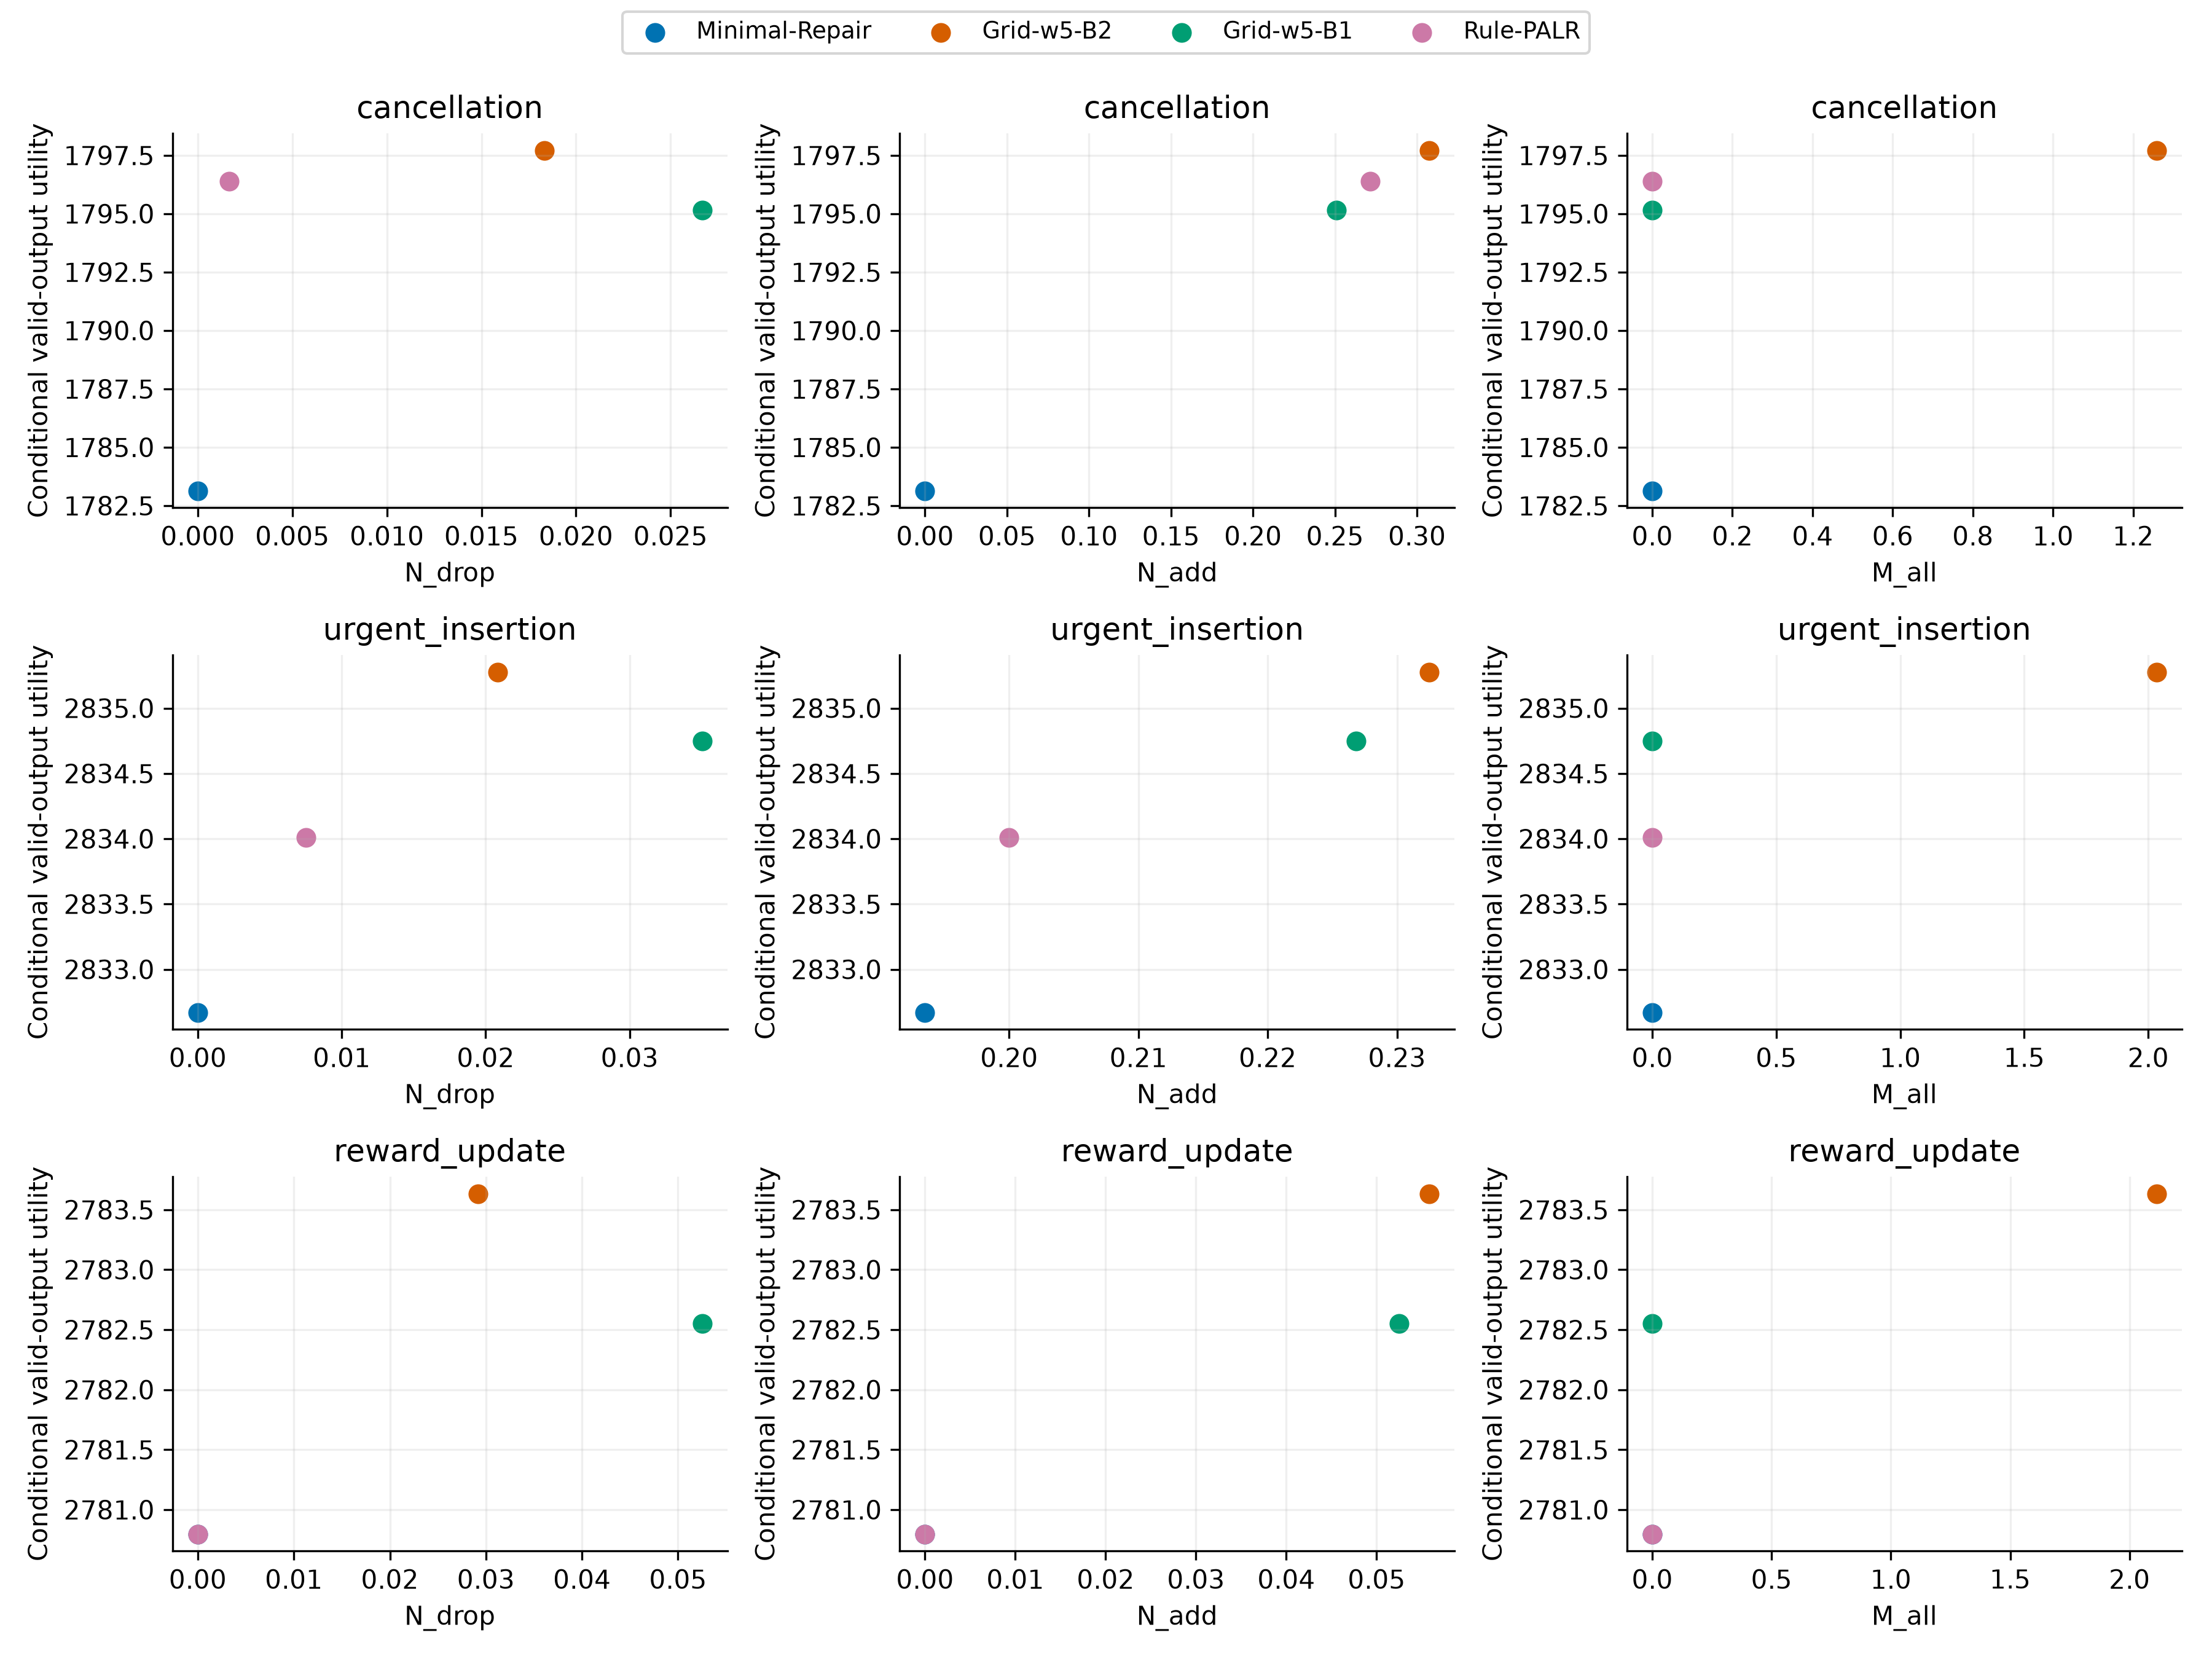 Minimal-Repair Grid-w5-B2 Grid-w5-B1 Rule-PALR
cancellation
Conditional valid-output utility
1797.5
1795.0
1792.5
1790.0
1787.5
1785.0
1782.5
0.000 0.005 0.010 0.015 0.020 0.025
N_drop
cancellation
Conditional valid-output utility
1797.5
1795.0
1792.5
1790.0
1787.5
1785.0
1782.5
0.00 0.05 0.10 0.15 0.20 0.25 0.30
N_add
cancellation
Conditional valid-output utility
1797.5
1795.0
1792.5
1790.0
1787.5
1785.0
1782.5
0.0 0.2 0.4 0.6 0.8 1.0 1.2
M_all
urgent_insertion
Conditional valid-output utility
2835.0
2834.5
2834.0
2833.5
2833.0
0.00 0.01 0.02 0.03
N_drop
urgent_insertion
Conditional valid-output utility
2835.0
2834.5
2834.0
2833.5
2833.0
0.20 0.21 0.22 0.23
N_add
urgent_insertion
Conditional valid-output utility
2835.0
2834.5
2834.0
2833.5
2833.0
0.0 0.5 1.0 1.5 2.0
M_all
reward_update
Conditional valid-output utility
2783.5
2783.0
2782.5
2782.0
2781.5
2781.0
0.00 0.01 0.02 0.03 0.04 0.05
N_drop
reward_update
Conditional valid-output utility
2783.5
2783.0
2782.5
2782.0
2781.5
2781.0
0.00 0.01 0.02 0.03 0.04 0.05
N_add
reward_update
Conditional valid-output utility
2783.5
2783.0
2782.5
2782.0
2781.5
2781.0
0.0 0.5 1.0 1.5 2.0
M_all